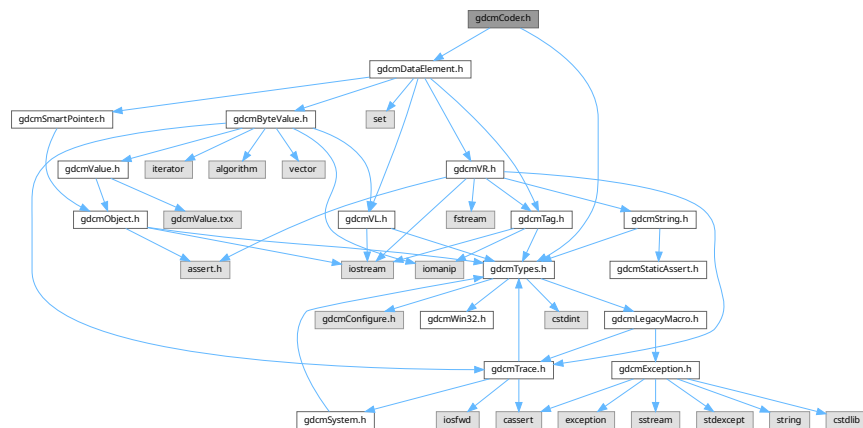 gdcmCoder.h
gdcmDataElement.h
gdcmSmartPointer.h
gdcmByteValue.h
set
gdcmValue.h
iterator
algorithm
vector
gdcmVR.h
gdcmObject.h
gdcmValue.txx
gdcmVL.h
fstream
gdcmTag.h
gdcmString.h
assert.h
iostream
iomanip
gdcmTypes.h
gdcmStaticAssert.h
gdcmConfigure.h
gdcmWin32.h
cstdint
gdcmLegacyMacro.h
gdcmTrace.h
gdcmException.h
gdcmSystem.h
iosfwd
cassert
exception
sstream
stdexcept
string
cstdlib